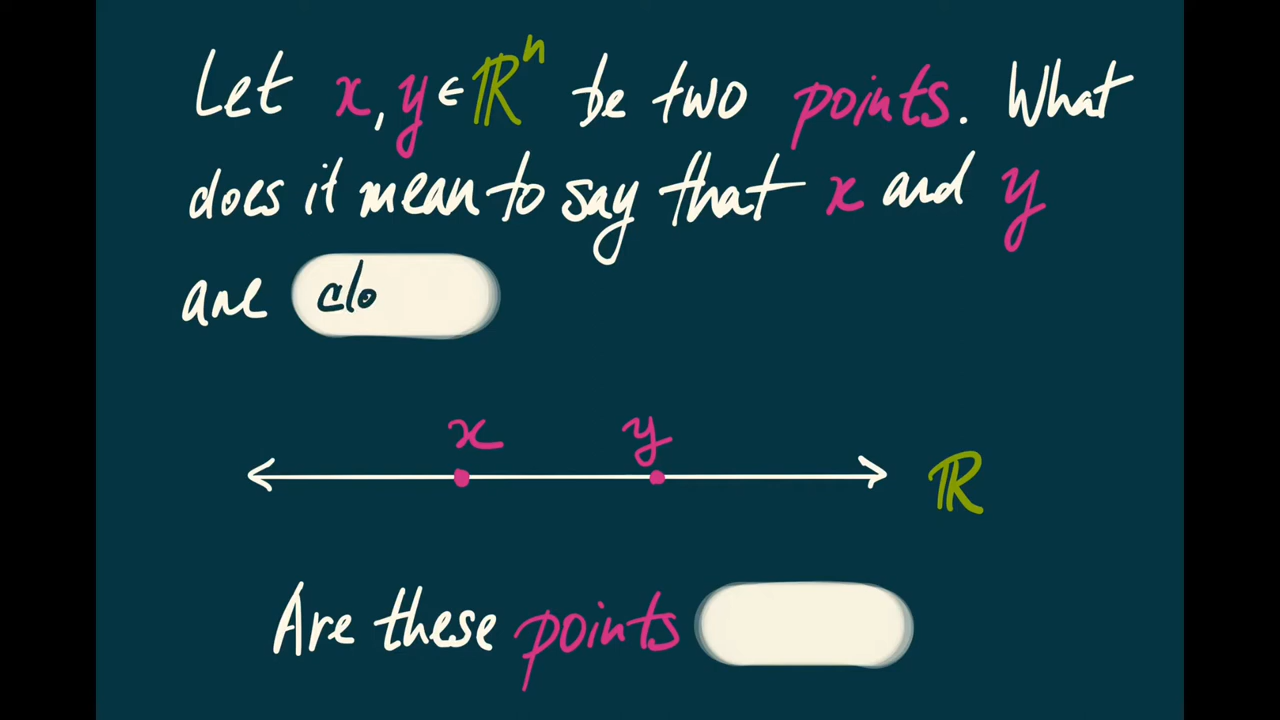 Let x, y ∈ ℝⁿ be two points. What
does it mean to say that x and y
are clo
x y
ℝ
Are these points